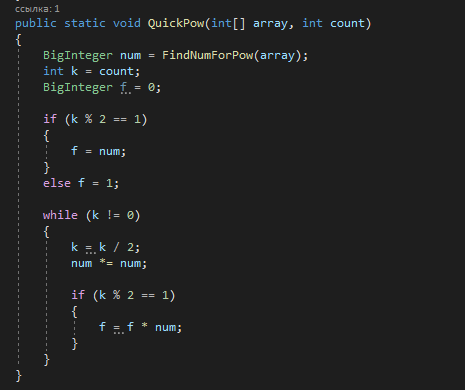 ссылка: 1
public static void QuickPow(int[] array, int count)
{
    BigInteger num = FindNumForPow(array);
    int k = count;
    BigInteger f = 0;

    if (k % 2 == 1)
    {
        f = num;
    }
    else f = 1;

    while (k != 0)
    {
        k = k / 2;
        num *= num;

        if (k % 2 == 1)
        {
            f = f * num;
        }
    }
}